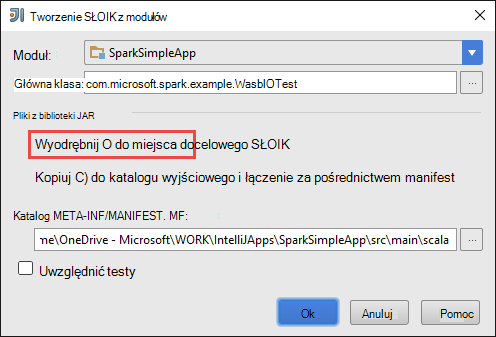 Tworzenie SŁOIK z modułów
Moduł: SparkSimpleApp
Główna klasa: com.microsoft.spark.example.WasbIOTest ...
Pliki z biblioteki JAR
Wyodrębnij O do miejsca docelowego SŁOIK
Kopiuj C) do katalogu wyjściowego i łączenie za pośrednictwem manifest
Katalog META-INF/MANIFEST. MF:
me\OneDrive - Microsoft\WORK\IntelliJApps\SparkSimpleApp\src\main\scala ...
Uwzględnić testy
Ok Anuluj Pomoc